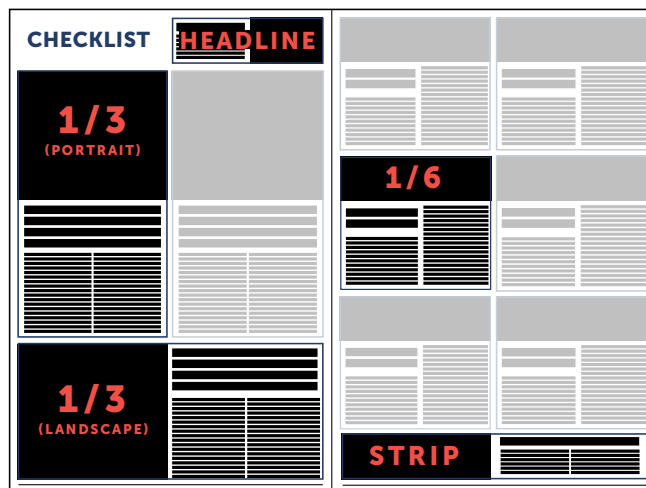 CHECKLIST
HEADLINE
1/3
(PORTRAIT)
1/3
(LANDSCAPE)
1/6
STRIP